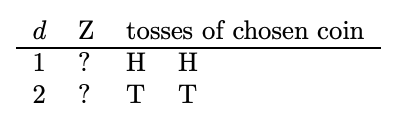 d Z tosses of chosen coin
1 ? H H
2 ? T T